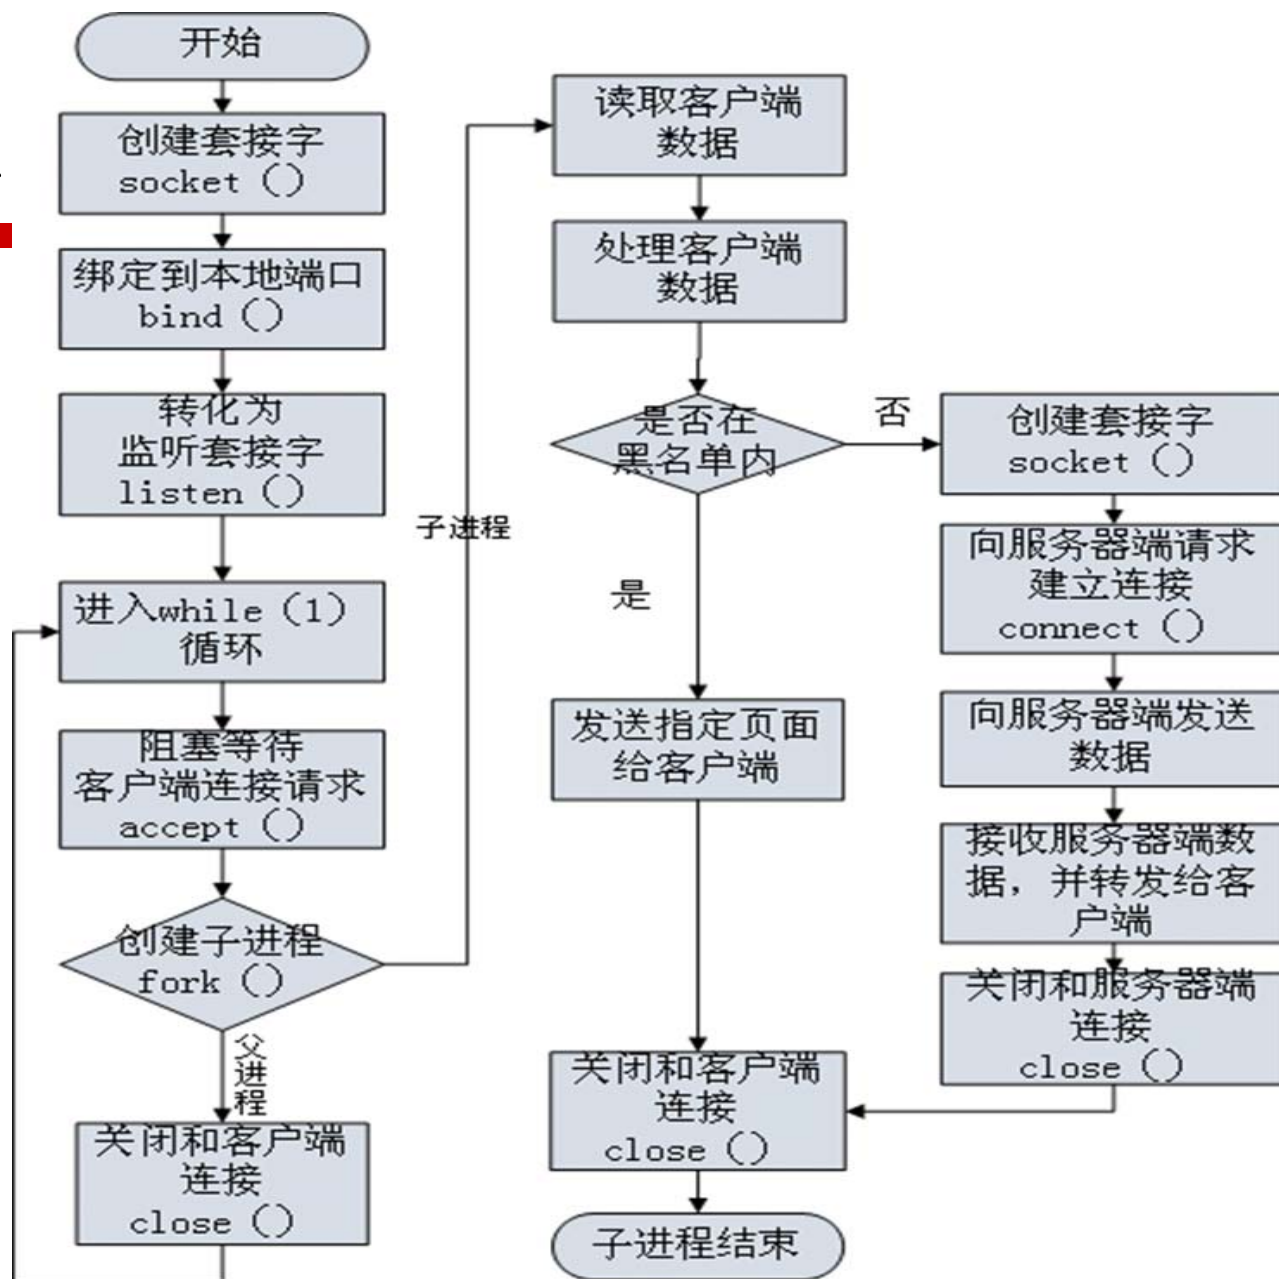 开始
创建套接字
socket（）
绑定到本地端口
bind（）
转化为
监听套接字
listen（）
进入while（1）
循环
阻塞等待
客户端连接请求
accept（）
创建子进程
fork（）
父进程
关闭和客户端
连接
close（）
子进程
读取客户端
数据
处理客户端
数据
是否在
黑名单内
是
发送指定页面
给客户端
关闭和客户端
连接
close（）
子进程结束
否
创建套接字
socket（）
向服务器端请求
建立连接
connect（）
向服务器端发送
数据
接收服务器端数
据，并转发给客
户端
关闭和服务器端
连接
close（）